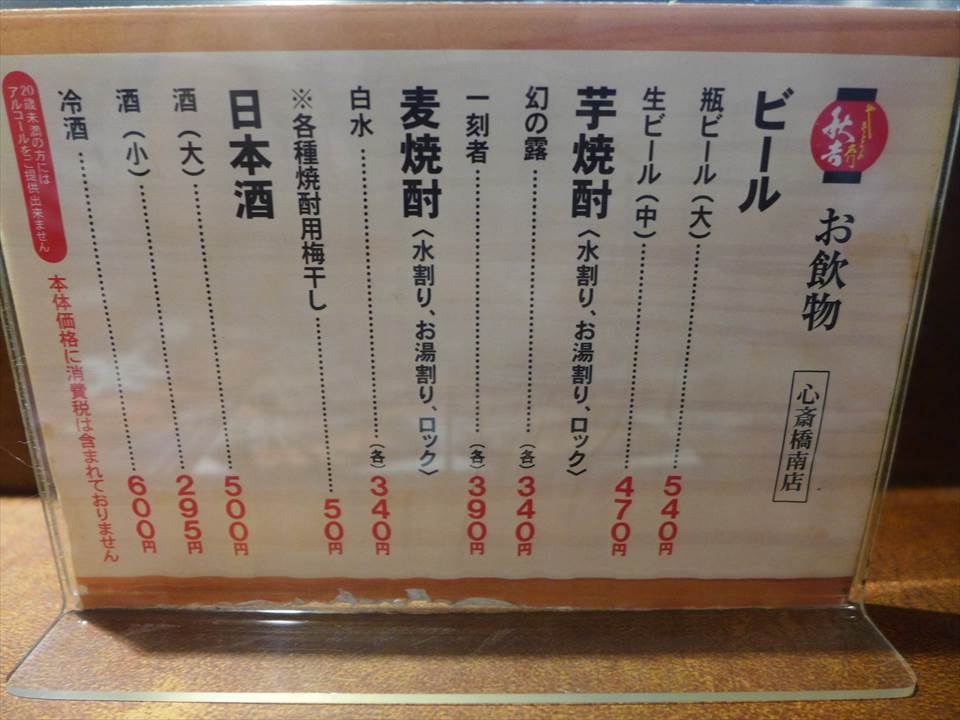 秋吉
お飲物
心斎橋南店
ビール
瓶ビール（大）……540円
生ビール（中）……470円
芋焼酎〈水割り、お湯割り、ロック〉
幻の露……（各）340円
一刻者……（各）390円
麦焼酎〈水割り、お湯割り、ロック〉
白水……（各）340円
※各種焼酎用梅干し……50円
日本酒
酒（大）……500円
酒（小）……295円
冷酒……600円
20歳未満の方には
アルコールをご提供出来ません
本体価格に消費税は含まれておりません